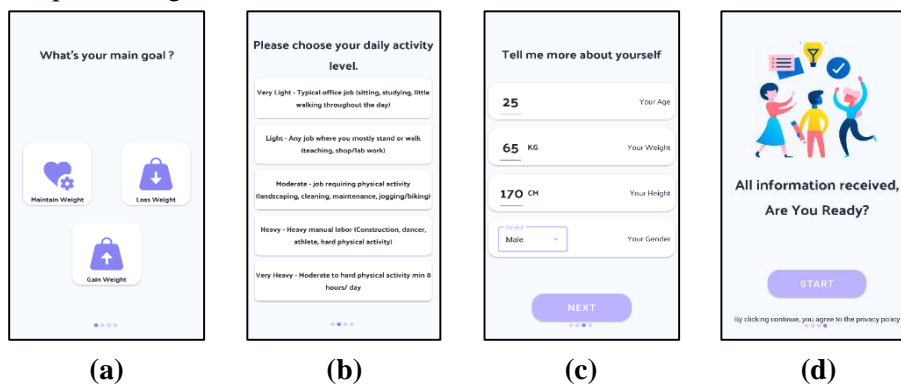 What's your main goal ?
Maintain Weight
Loss Weight
Gain Weight
(a)
Please choose your daily activity
level.
Very Light - Typical office job (sitting, studying, little
walking throughout the day)
Light - Any job where you mostly stand or walk
(teaching, shop/lab work)
Moderate - job requiring physical activity
(landscaping, cleaning, maintenance, jogging/biking)
Heavy - Heavy manual labor (Construction, dancer,
athlete, hard physical activity)
Very Heavy - Moderate to hard physical activity min 8
hours/ day
(b)
Tell me more about yourself
25 Your Age
65 KG Your Weight
170 CM Your Height
Select
Male Your Gender
NEXT
(c)
All information received,
Are You Ready?
START
By clicking continue, you agree to the privacy policy
(d)